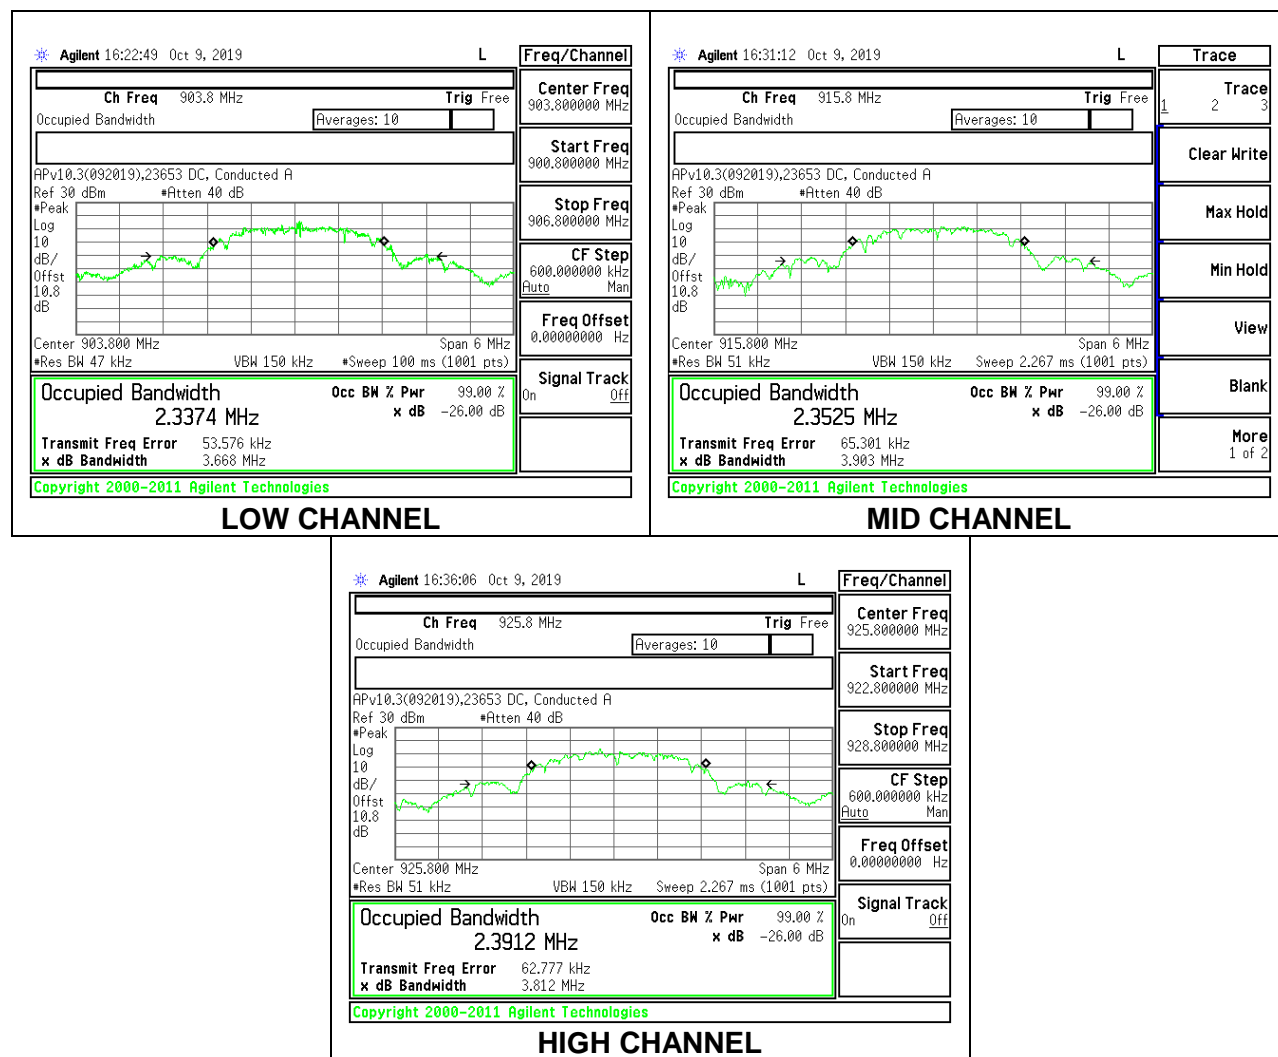 Agilent 16:22:49 Oct 9, 2019 L Freq/Channel
Ch Freq 903.8 MHz Trig Free
Occupied Bandwidth Averages: 10
Center Freq
903.800000 MHz
Start Freq
900.800000 MHz
APv10.3(092019),23653 DC, Conducted A
Ref 30 dBm #Atten 40 dB
#Peak
Log
10
dB/
Offst
10.8
dB
Stop Freq
906.800000 MHz
CF Step
600.000000 kHz
Auto Man
Freq Offset
0.00000000 Hz
Center 903.800 MHz Span 6 MHz
#Res BW 47 kHz VBW 150 kHz #Sweep 100 ms (1001 pts)
Signal Track
On Off
Occupied Bandwidth Occ BW % Pwr 99.00 %
2.3374 MHz x dB -26.00 dB
Transmit Freq Error 53.576 kHz
x dB Bandwidth 3.668 MHz
Copyright 2000-2011 Agilent Technologies
LOW CHANNEL
Agilent 16:31:12 Oct 9, 2019 L Trace
Ch Freq 915.8 MHz Trig Free
Occupied Bandwidth Averages: 10
Trace
1 2 3
Clear Write
APv10.3(092019),23653 DC, Conducted A
Ref 30 dBm #Atten 40 dB
#Peak
Log
10
dB/
Offst
10.8
dB
Max Hold
Min Hold
View
Center 915.800 MHz Span 6 MHz
#Res BW 51 kHz VBW 150 kHz Sweep 2.267 ms (1001 pts)
Blank
More
1 of 2
Occupied Bandwidth Occ BW % Pwr 99.00 %
2.3525 MHz x dB -26.00 dB
Transmit Freq Error 65.301 kHz
x dB Bandwidth 3.903 MHz
Copyright 2000-2011 Agilent Technologies
MID CHANNEL
Agilent 16:36:06 Oct 9, 2019 L Freq/Channel
Ch Freq 925.8 MHz Trig Free
Occupied Bandwidth Averages: 10
Center Freq
925.800000 MHz
Start Freq
922.800000 MHz
APv10.3(092019),23653 DC, Conducted A
Ref 30 dBm #Atten 40 dB
#Peak
Log
10
dB/
Offst
10.8
dB
Stop Freq
928.800000 MHz
CF Step
600.000000 kHz
Auto Man
Freq Offset
0.00000000 Hz
Center 925.800 MHz Span 6 MHz
#Res BW 51 kHz VBW 150 kHz Sweep 2.267 ms (1001 pts)
Signal Track
On Off
Occupied Bandwidth Occ BW % Pwr 99.00 %
2.3912 MHz x dB -26.00 dB
Transmit Freq Error 62.777 kHz
x dB Bandwidth 3.812 MHz
Copyright 2000-2011 Agilent Technologies
HIGH CHANNEL